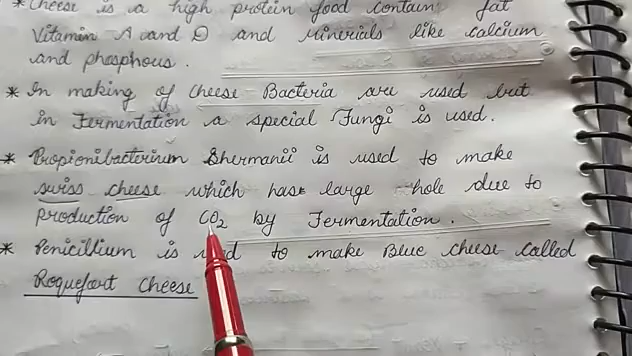 * Cheese is a high protein food contain fat
Vitamin A and D and Minerals like calcium
and phosphous.
* In making of Cheese Bacteria are used but
in Fermentation a special Fungi is used.
* Propionibacterium Shermanii is used to make
swiss cheese which has large hole due to
production of CO2 by Fermentation.
* Penicillium is used to make Blue cheese called
Roquefort Cheese